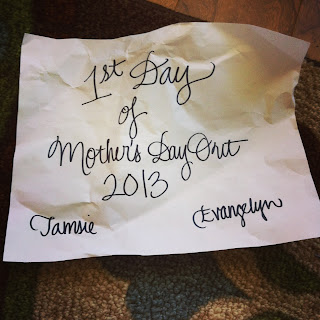 1st Day
of
Mother's Day Out
2013
Tamsie Evangelyn